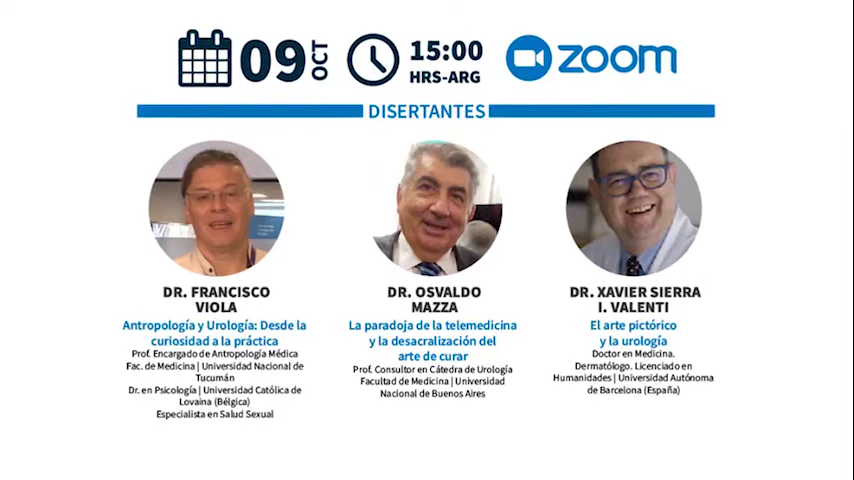 09 OCT
15:00
HRS-ARG
zoom
DISERTANTES
DR. FRANCISCO
VIOLA
Antropología y Urología: Desde la
curiosidad a la práctica
Prof. Encargado de Antropología Médica
Fac. de Medicina | Universidad Nacional de
Tucumán
Dr. en Psicología | Universidad Católica de
Lovaina (Bélgica)
Especialista en Salud Sexual
DR. OSVALDO
MAZZA
La paradoja de la telemedicina
y la desacralización del
arte de curar
Prof. Consultor en Cátedra de Urología
Facultad de Medicina | Universidad
Nacional de Buenos Aires
DR. XAVIER SIERRA
I. VALENTI
El arte pictórico
y la urología
Doctor en Medicina.
Dermatólogo. Licenciado en
Humanidades | Universidad Autónoma
de Barcelona (España)